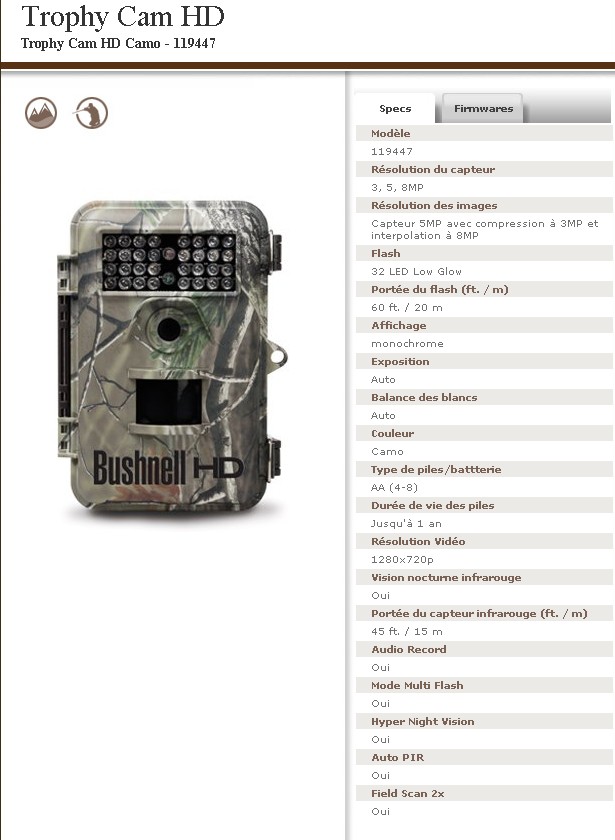 Trophy Cam HD
Trophy Cam HD Camo - 119447
Bushnell HD
Specs
Firmwares
Modèle
119447
Résolution du capteur
3, 5, 8MP
Résolution des images
Capteur 5MP avec compression à 3MP et
interpolation à 8MP
Flash
32 LED Low Glow
Portée du flash (ft. / m)
60 ft. / 20 m
Affichage
monochrome
Exposition
Auto
Balance des blancs
Auto
Couleur
Camo
Type de piles/battterie
AA (4-8)
Durée de vie des piles
Jusqu'à 1 an
Résolution Vidéo
1280x720p
Vision nocturne infrarouge
Oui
Portée du capteur infrarouge (ft. / m)
45 ft. / 15 m
Audio Record
Oui
Mode Multi Flash
Oui
Hyper Night Vision
Oui
Auto PIR
Oui
Field Scan 2x
Oui